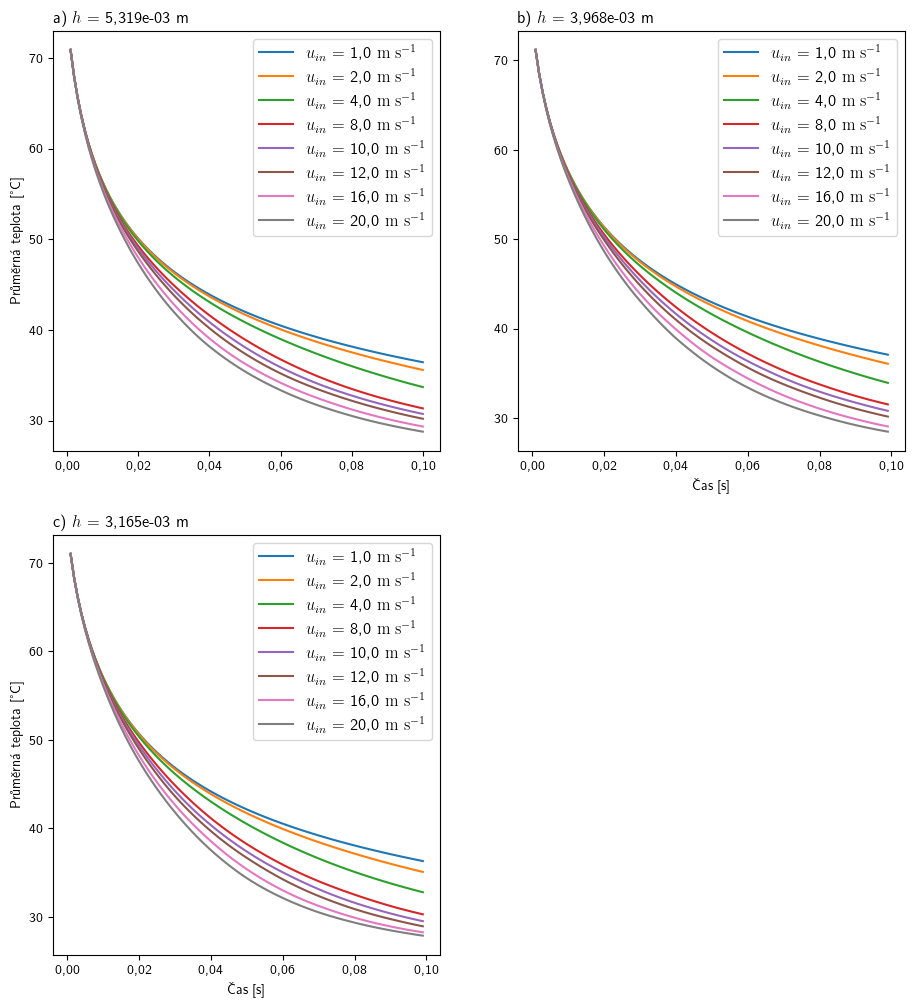 a) h = 5,319e-03 m
70
60
50
40
30
Průměrná teplota [°C]
u_in = 1,0 m s⁻¹
u_in = 2,0 m s⁻¹
u_in = 4,0 m s⁻¹
u_in = 8,0 m s⁻¹
u_in = 10,0 m s⁻¹
u_in = 12,0 m s⁻¹
u_in = 16,0 m s⁻¹
u_in = 20,0 m s⁻¹
0,00 0,02 0,04 0,06 0,08 0,10
b) h = 3,968e-03 m
70
60
50
40
30
u_in = 1,0 m s⁻¹
u_in = 2,0 m s⁻¹
u_in = 4,0 m s⁻¹
u_in = 8,0 m s⁻¹
u_in = 10,0 m s⁻¹
u_in = 12,0 m s⁻¹
u_in = 16,0 m s⁻¹
u_in = 20,0 m s⁻¹
0,00 0,02 0,04 0,06 0,08 0,10
Čas [s]
c) h = 3,165e-03 m
70
60
50
40
30
Průměrná teplota [°C]
u_in = 1,0 m s⁻¹
u_in = 2,0 m s⁻¹
u_in = 4,0 m s⁻¹
u_in = 8,0 m s⁻¹
u_in = 10,0 m s⁻¹
u_in = 12,0 m s⁻¹
u_in = 16,0 m s⁻¹
u_in = 20,0 m s⁻¹
0,00 0,02 0,04 0,06 0,08 0,10
Čas [s]